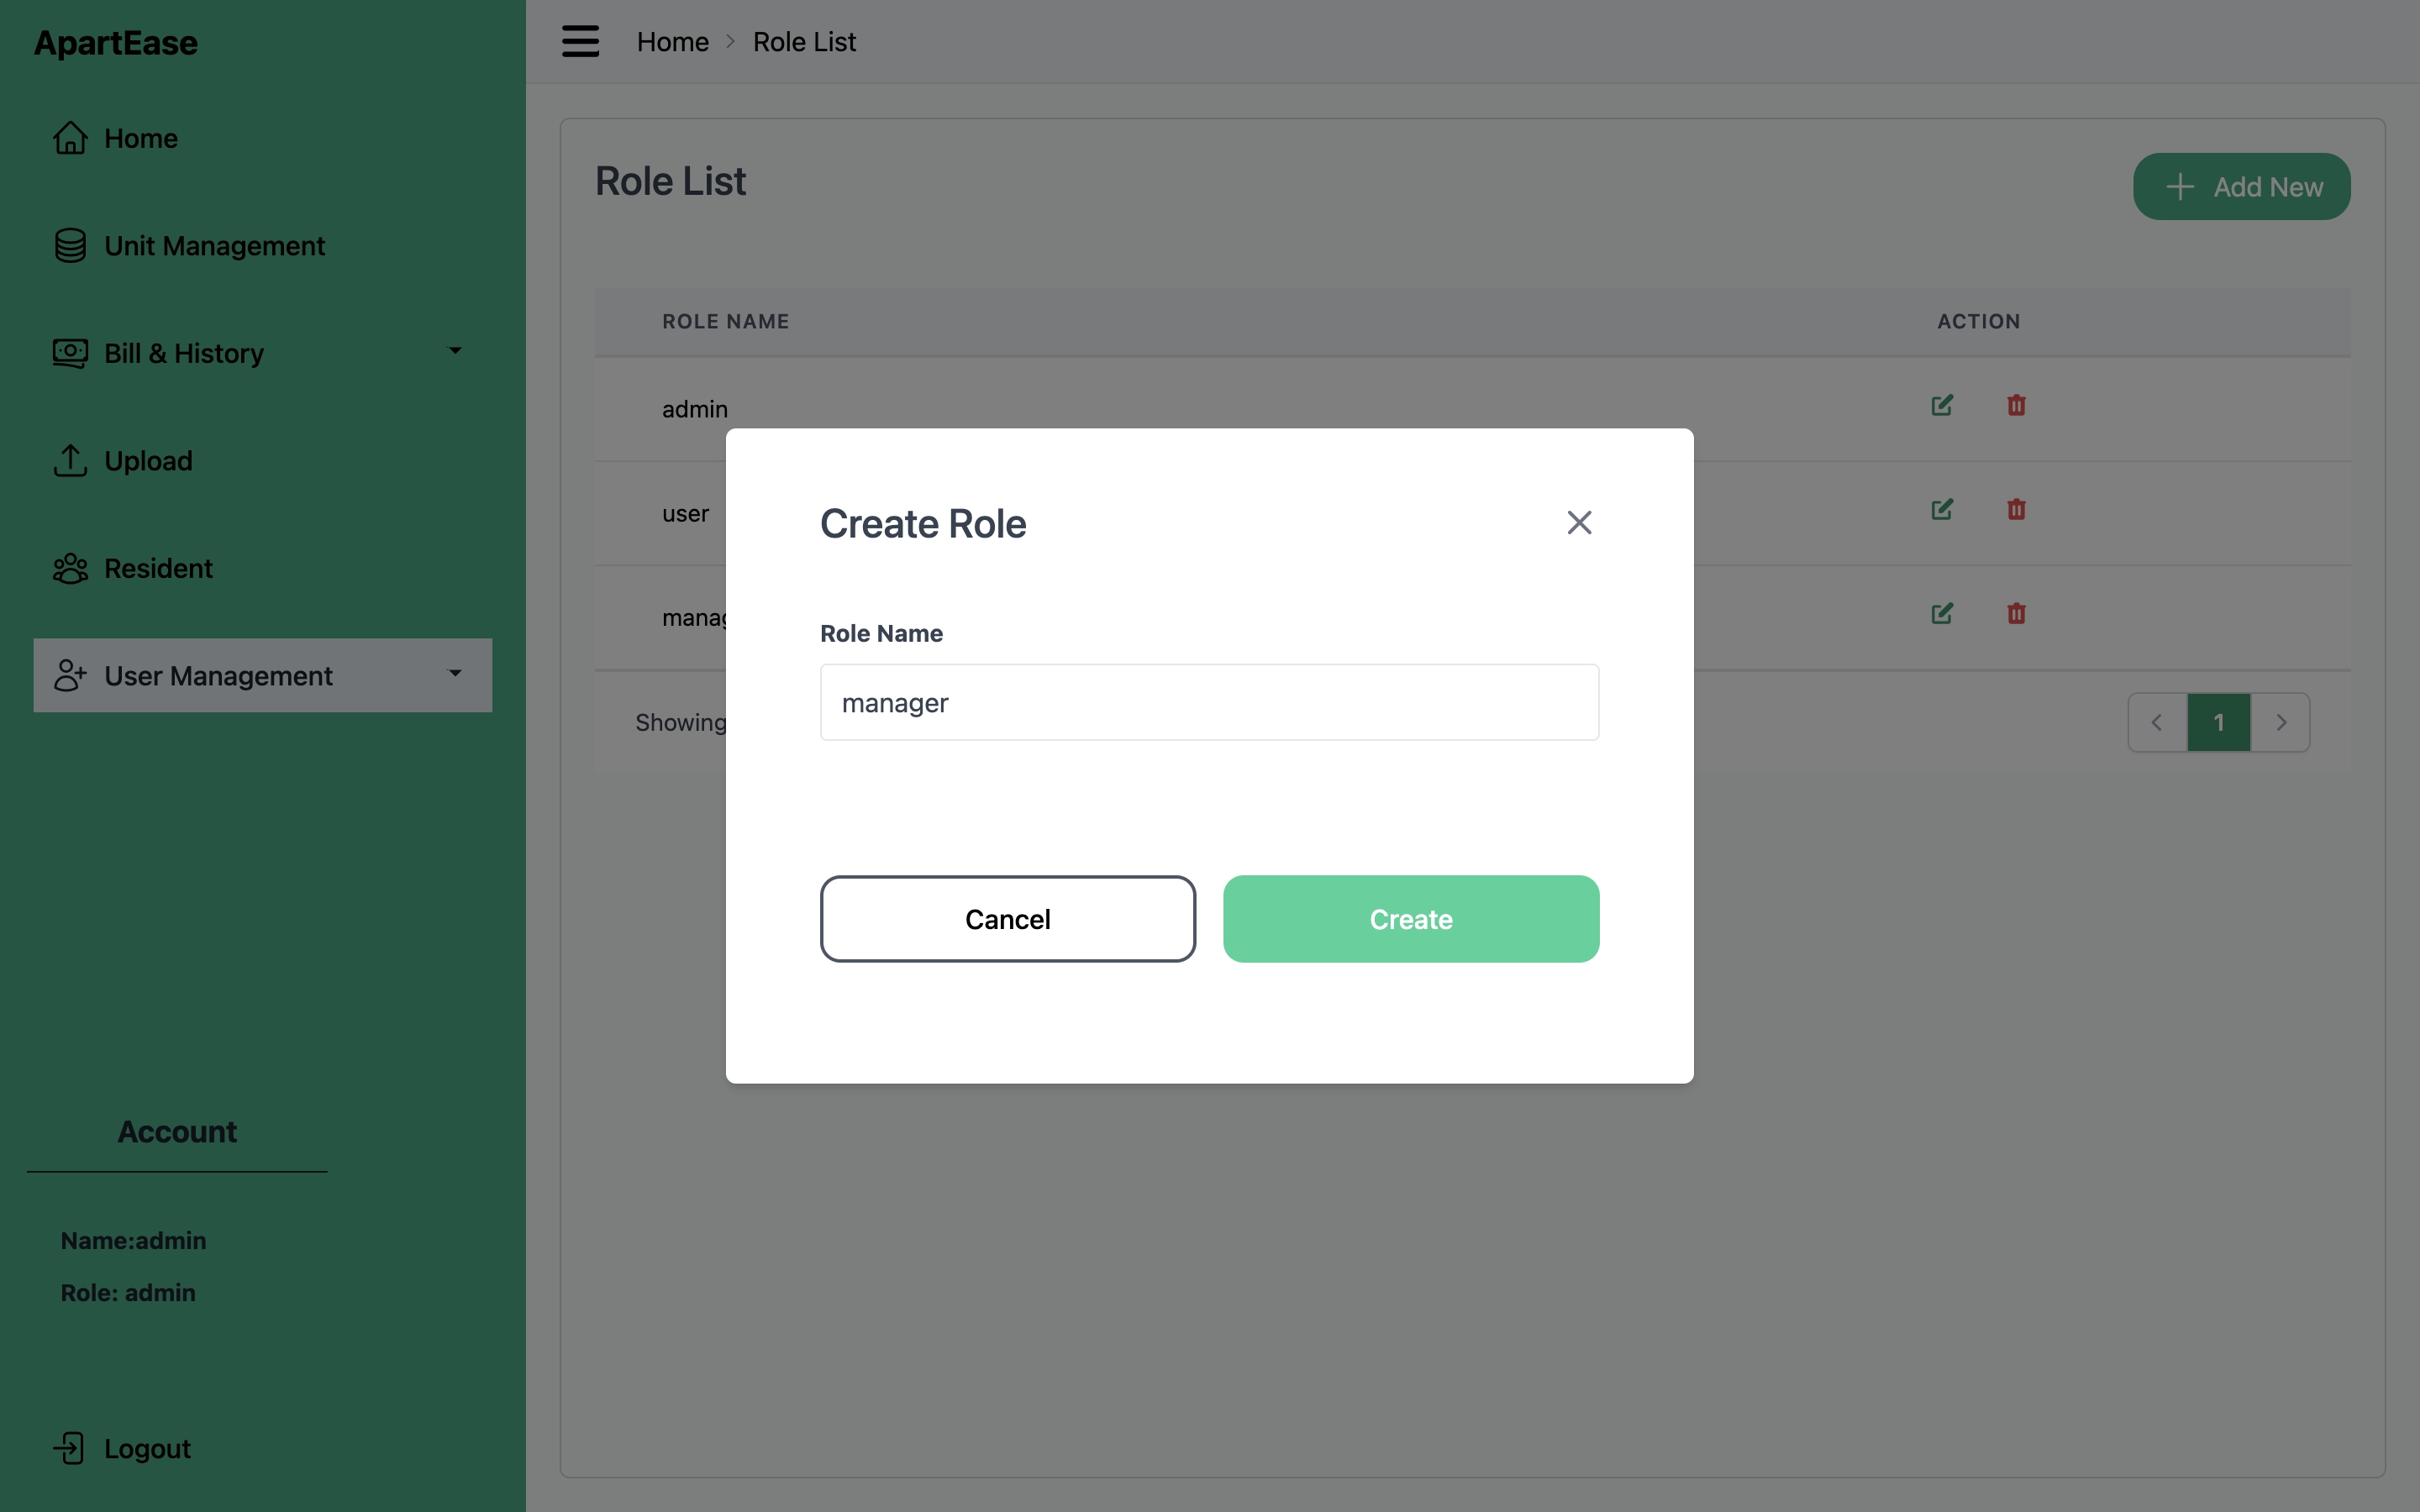 ApartEase
Home
Unit Management
Bill & History
Upload
Resident
User Management
Account
Name:admin
Role: admin
Logout
Home > Role List
Role List
Add New
ROLE NAME ACTION
admin
user
manag
Showing
1
Create Role
Role Name
manager
Cancel Create